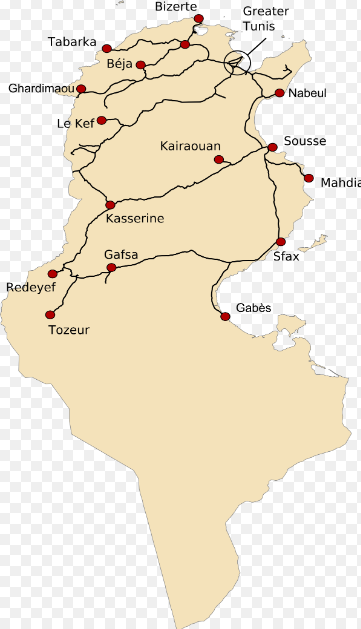 Bizerte
Greater
Tunis
Tabarka
Béja
Ghardimaou
Nabeul
Le Kef
Sousse
Kairaouan
Mahdia
Kasserine
Gafsa
Sfax
Redeyef
Gabès
Tozeur